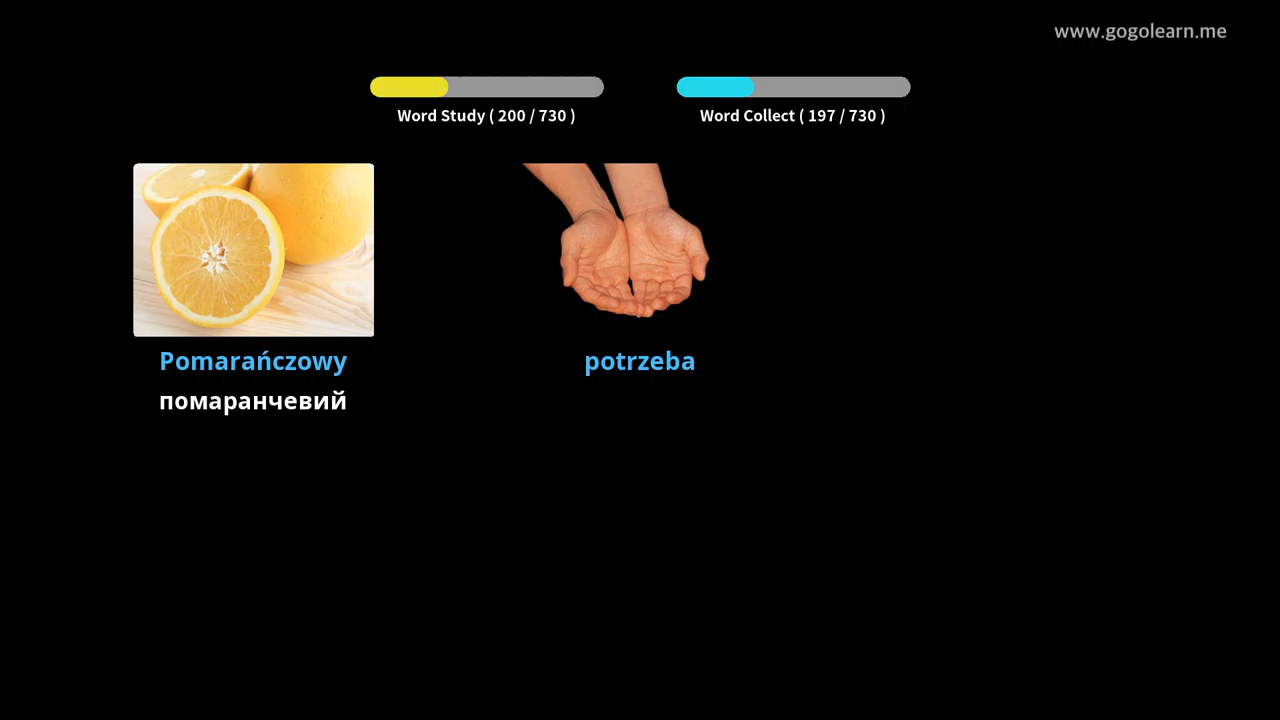 www.gogolearn.me
Word Study ( 200 / 730 )
Word Collect ( 197 / 730 )
Pomarańczowy
помаранчевий
potrzeba